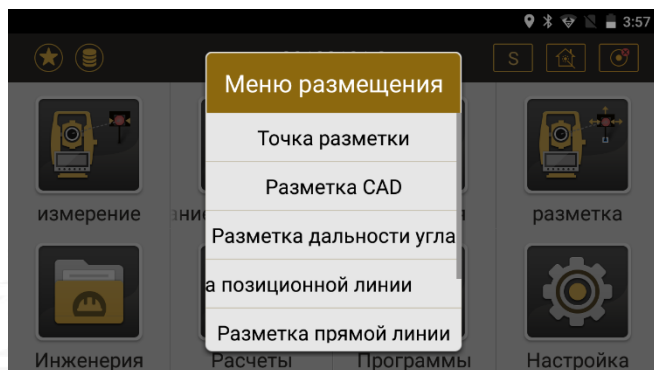 3:57
S
Меню размещения
Точка разметки
Разметка CAD
Разметка дальности угла
а позиционной линии
Разметка прямой линии
измерение
ние
разметка
Инженерия
Расчеты
Программы
Настройка